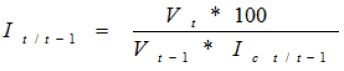 I t / t − 1 = V t * 100
V t − 1 * I c t / t − 1